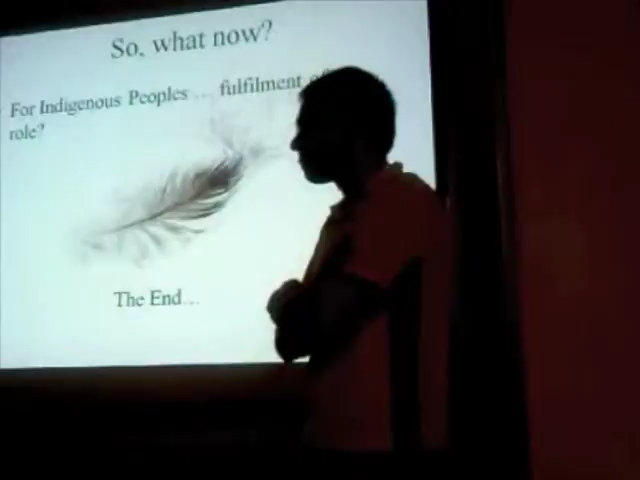 So, what now?
For Indigenous Peoples ... fulfilment
role?
The End...